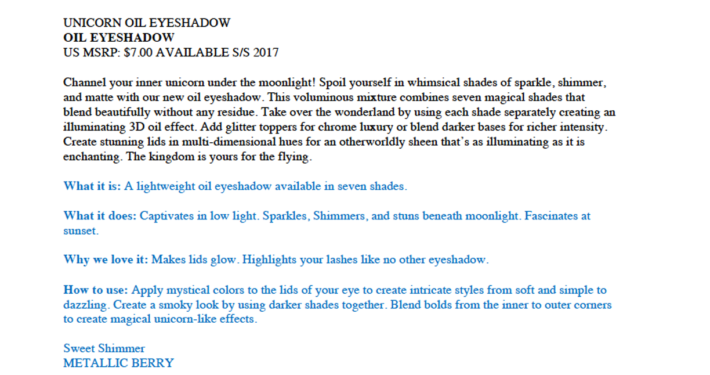 UNICORN OIL EYESHADOW
OIL EYESHADOW
US MSRP: $7.00 AVAILABLE S/S 2017
Channel your inner unicorn under the moonlight! Spoil yourself in whimsical shades of sparkle, shimmer,
and matte with our new oil eyeshadow. This voluminous mixture combines seven magical shades that
blend beautifully without any residue. Take over the wonderland by using each shade separately creating an
illuminating 3D oil effect. Add glitter toppers for chrome luxury or blend darker bases for richer intensity.
Create stunning lids in multi-dimensional hues for an otherworldly sheen that's as illuminating as it is
enchanting. The kingdom is yours for the flying.
What it is: A lightweight oil eyeshadow available in seven shades.
What it does: Captivates in low light. Sparkles, Shimmers, and stuns beneath moonlight. Fascinates at
sunset.
Why we love it: Makes lids glow. Highlights your lashes like no other eyeshadow.
How to use: Apply mystical colors to the lids of your eye to create intricate styles from soft and simple to
dazzling. Create a smoky look by using darker shades together. Blend bolds from the inner to outer corners
to create magical unicorn-like effects.
Sweet Shimmer
METALLIC BERRY